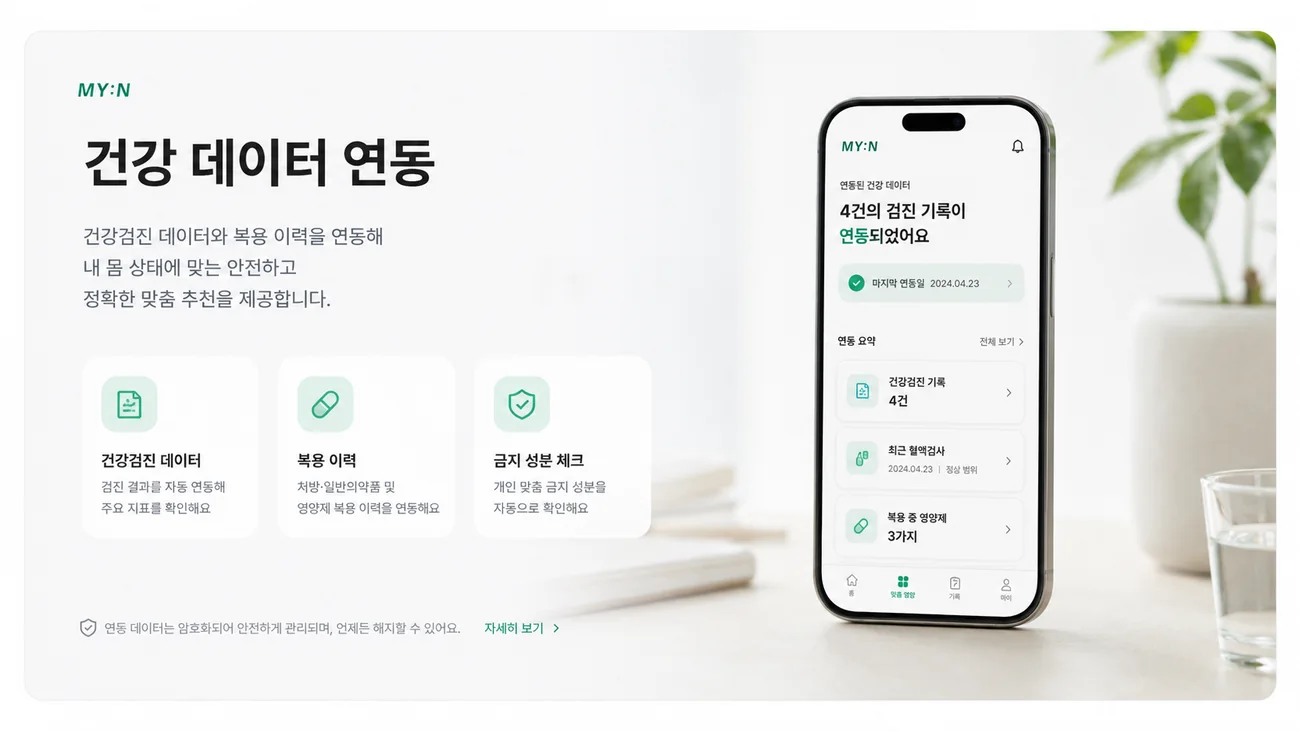 MY:N
건강 데이터 연동
건강검진 데이터와 복용 이력을 연동해
내 몸 상태에 맞는 안전하고
정확한 맞춤 추천을 제공합니다.
건강검진 데이터
검진 결과를 자동 연동해
주요 지표를 확인해요
복용 이력
처방·일반의약품 및
영양제 복용 이력을 연동해요
금지 성분 체크
개인 맞춤 금지 성분을
자동으로 확인해요
연동 데이터는 암호화되어 안전하게 관리되며, 언제든 해지할 수 있어요. 자세히 보기
MY:N
연동된 건강 데이터
4건의 검진 기록이
연동되었어요
마지막 연동일 2024.04.23
연동 요약 전체 보기
건강검진 기록
4건
최근 혈액검사
2024.04.23 | 정상 범위
복용 중 영양제
3가지
홈 맞춤 영양 기록 마이